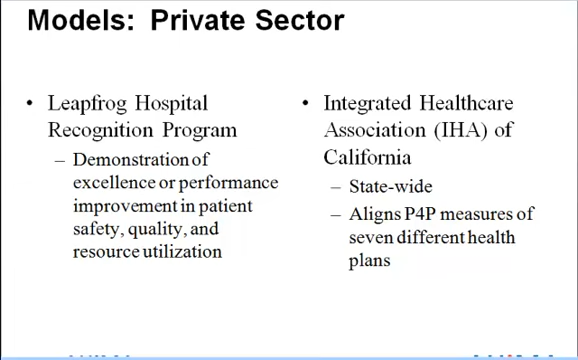 Models: Private Sector
• Leapfrog Hospital
Recognition Program
– Demonstration of
excellence or performance
improvement in patient
safety, quality, and
resource utilization
• Integrated Healthcare
Association (IHA) of
California
– State-wide
– Aligns P4P measures of
seven different health
plans